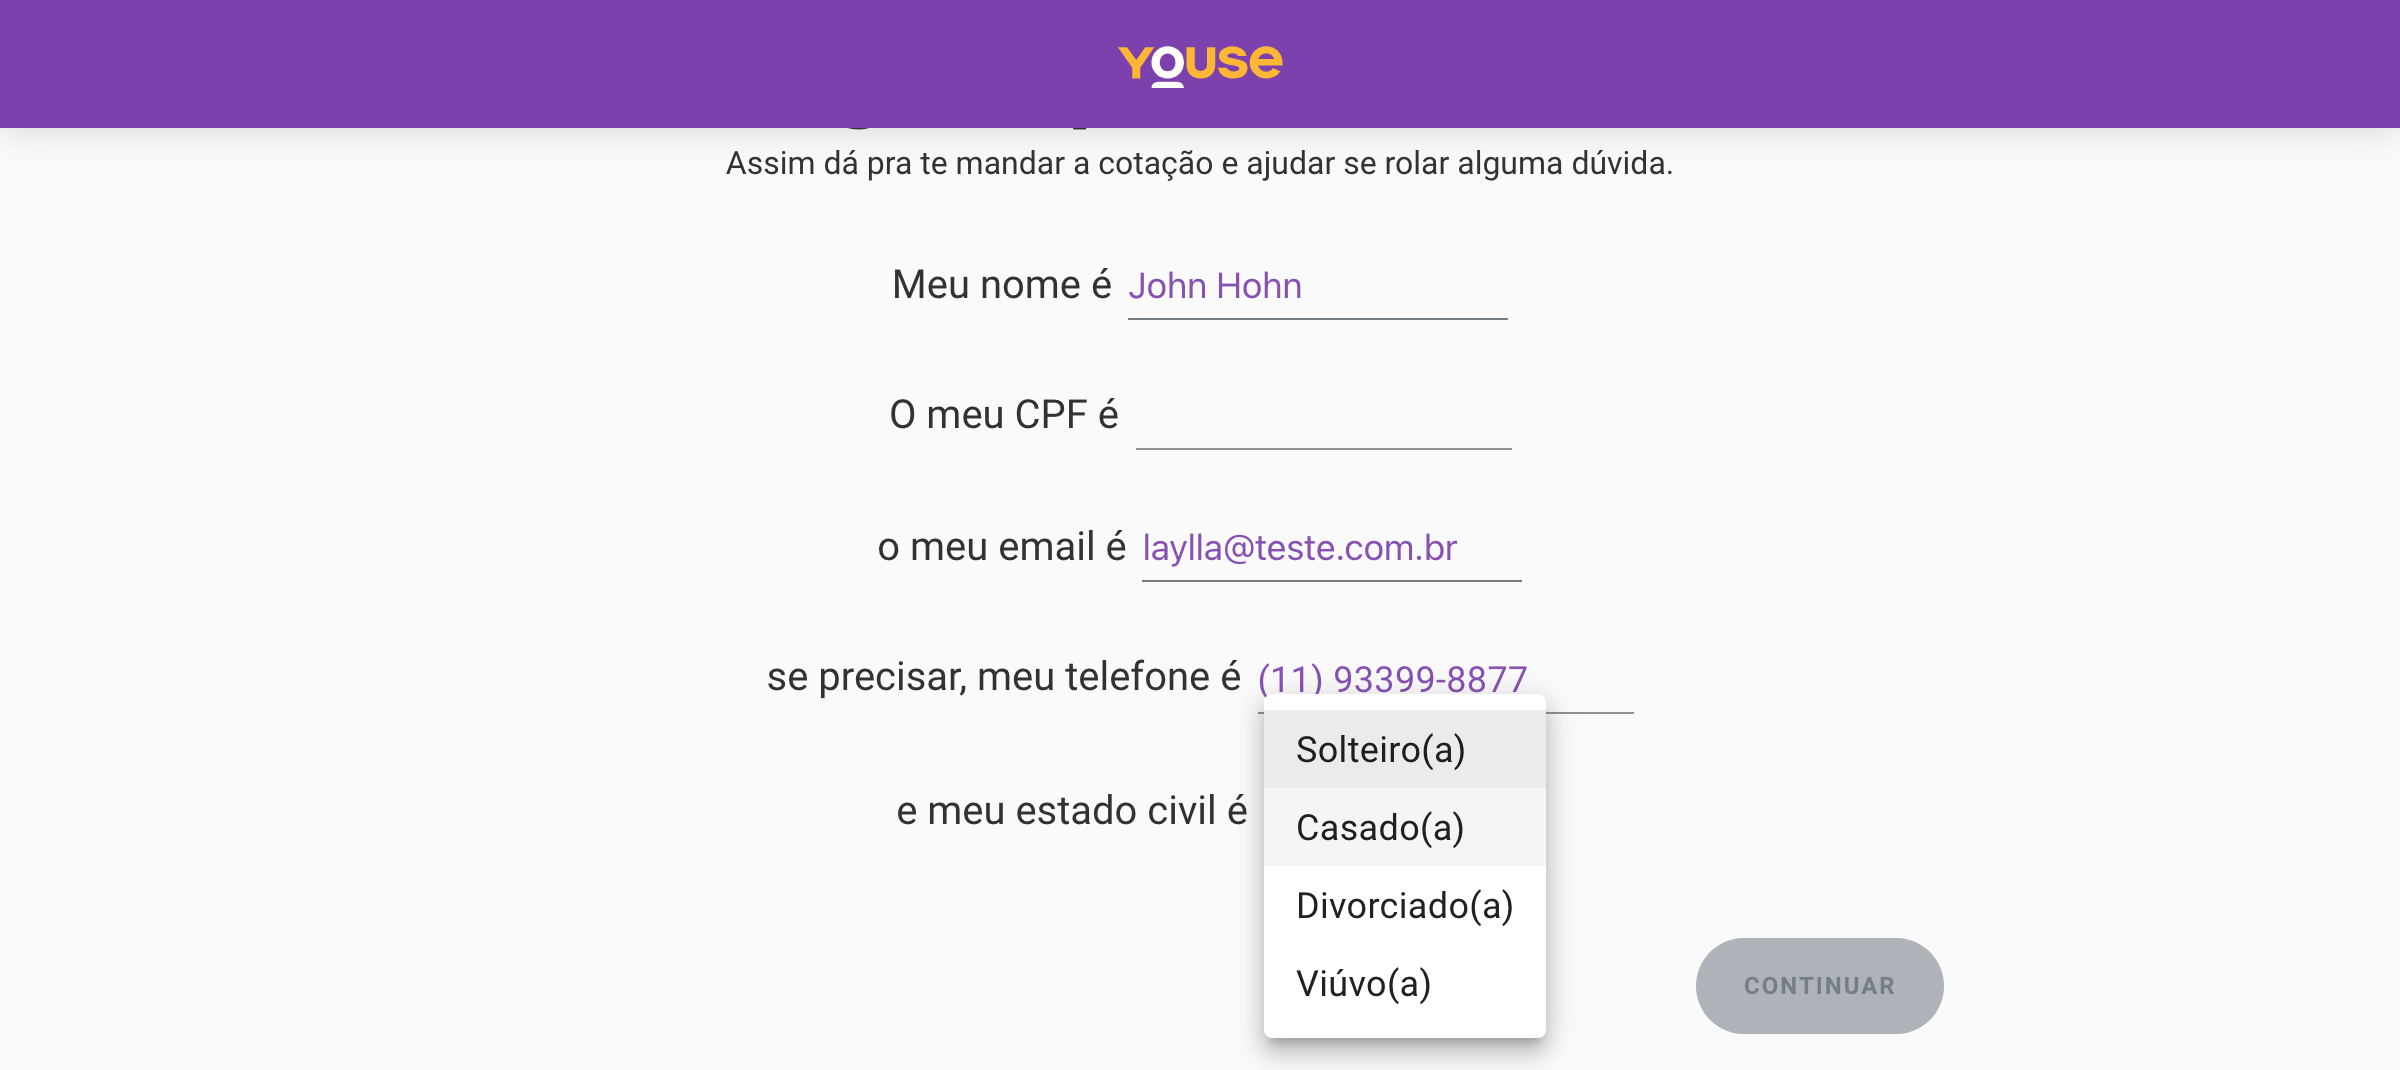 YOUSE
Assim dá pra te mandar a cotação e ajudar se rolar alguma dúvida.
Meu nome é John Hohn
O meu CPF é
o meu email é laylla@teste.com.br
se precisar, meu telefone é (11) 93399-8877
e meu estado civil é
Solteiro(a)
Casado(a)
Divorciado(a)
Viúvo(a)
CONTINUAR